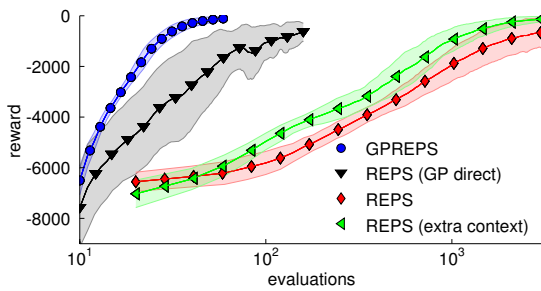 0
-2000
-4000
-6000
-8000
reward
GPREPS
REPS (GP direct)
REPS
REPS (extra context)
10^1
10^2
10^3
evaluations